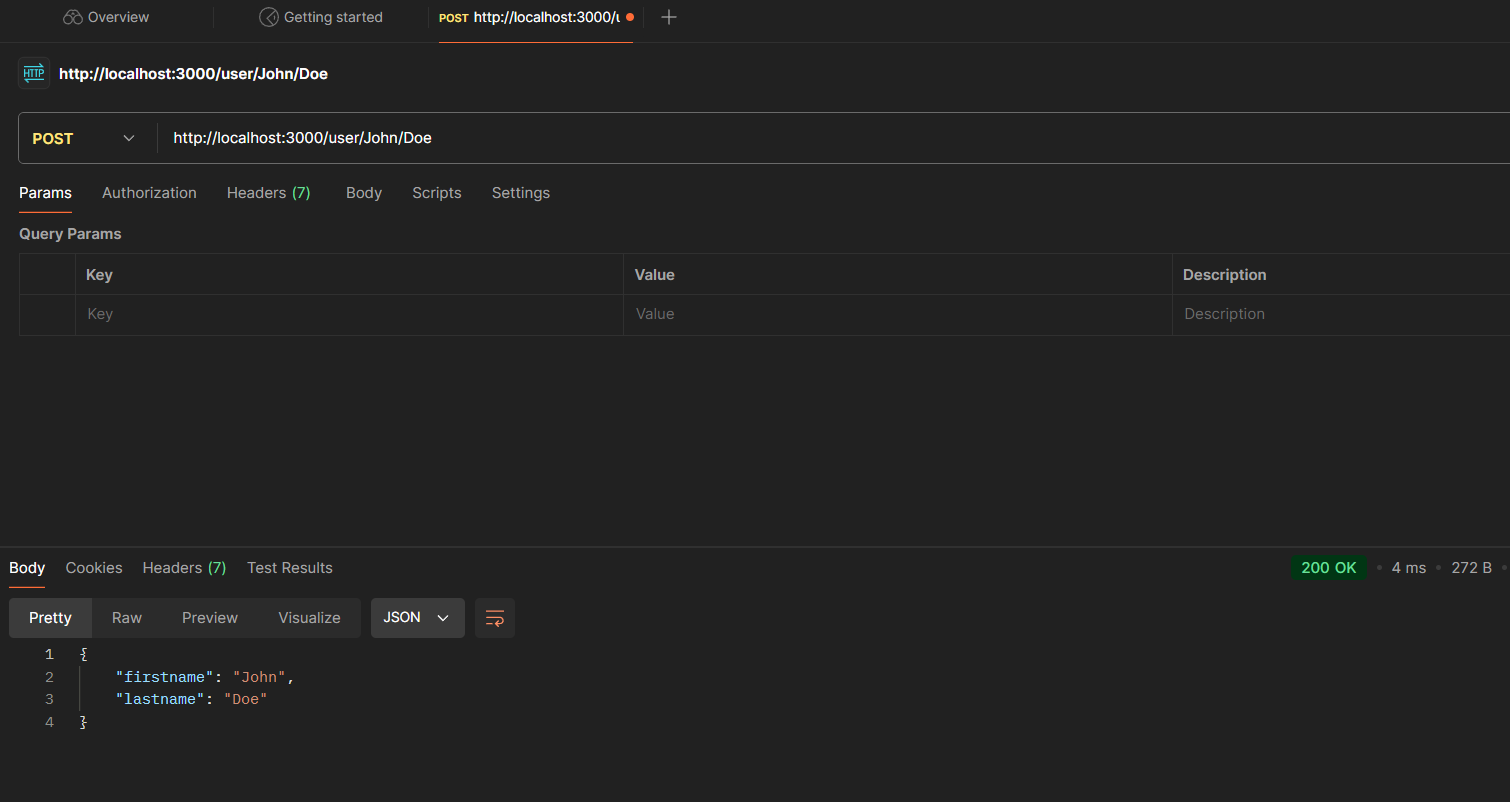 Overview Getting started POST http://localhost:3000/u
HTTP http://localhost:3000/user/John/Doe
POST http://localhost:3000/user/John/Doe
Params Authorization Headers (7) Body Scripts Settings
Query Params
Key Value Description
Key Value Description
Body Cookies Headers (7) Test Results 200 OK • 4 ms • 272 B •
Pretty Raw Preview Visualize JSON
1 {
2 "firstname": "John",
3 "lastname": "Doe"
4 }